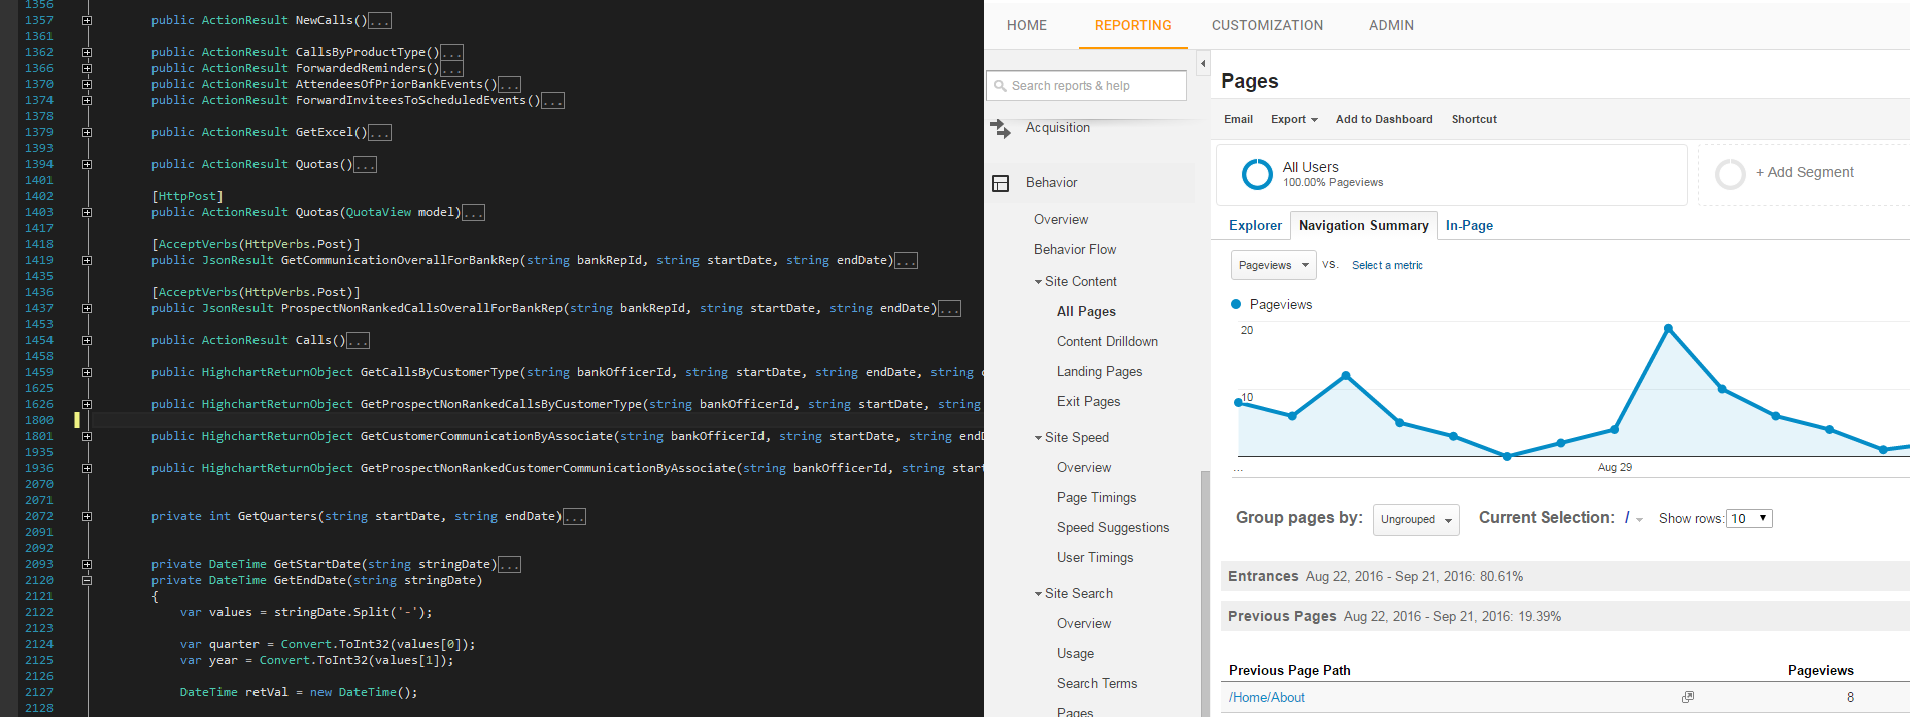 1356
1357 public ActionResult NewCalls()...
1361
1362 public ActionResult CallsByProductType()...
1366 public ActionResult ForwardedReminders()...
1370 public ActionResult AttendeesOfPriorBankEvents()...
1374 public ActionResult ForwardInviteesToScheduledEvents()...
1378
1379 public ActionResult GetExcel()...
1393
1394 public ActionResult Quotas()...
1401
1402 [HttpPost]
1403 public ActionResult Quotas(QuotaView model)...
1417
1418 [AcceptVerbs(HttpVerbs.Post)]
1419 public JsonResult GetCommunicationOverallForBankRep(string bankRepId, string startDate, string endDate)...
1435
1436 [AcceptVerbs(HttpVerbs.Post)]
1437 public JsonResult ProspectNonRankedCallsOverallForBankRep(string bankRepId, string startDate, string endDate)...
1453
1454 public ActionResult Calls()...
1458
1459 public HighchartReturnObject GetCallsByCustomerType(string bankOfficerId, string startDate, string endDate, string
1625
1626 public HighchartReturnObject GetProspectNonRankedCallsByCustomerType(string bankOfficerId, string startDate, string
1800
1801 public HighchartReturnObject GetCustomerCommunicationByAssociate(string bankOfficerId, string startDate, string end
1935
1936 public HighchartReturnObject GetProspectNonRankedCustomerCommunicationByAssociate(string bankOfficerId, string start
2070
2071
2072 private int GetQuarters(string startDate, string endDate)...
2091
2092
2093 private DateTime GetStartDate(string stringDate)...
2120 private DateTime GetEndDate(string stringDate)
2121 {
2122 var values = stringDate.Split('-');
2123
2124 var quarter = Convert.ToInt32(values[0]);
2125 var year = Convert.ToInt32(values[1]);
2126
2127 DateTime retVal = new DateTime();
2128
HOME REPORTING CUSTOMIZATION ADMIN
Search reports & help
Acquisition
Behavior
Overview
Behavior Flow
Site Content
All Pages
Content Drilldown
Landing Pages
Exit Pages
Site Speed
Overview
Page Timings
Speed Suggestions
User Timings
Site Search
Overview
Usage
Search Terms
Pages
Pages
Email Export Add to Dashboard Shortcut
All Users
100.00% Pageviews
+ Add Segment
Explorer Navigation Summary In-Page
Pageviews VS. Select a metric
Pageviews
20
10
... Aug 29
Group pages by: Ungrouped Current Selection: / Show rows: 10
Entrances Aug 22, 2016 - Sep 21, 2016: 80.61%
Previous Pages Aug 22, 2016 - Sep 21, 2016: 19.39%
Previous Page Path Pageviews
/Home/About 8